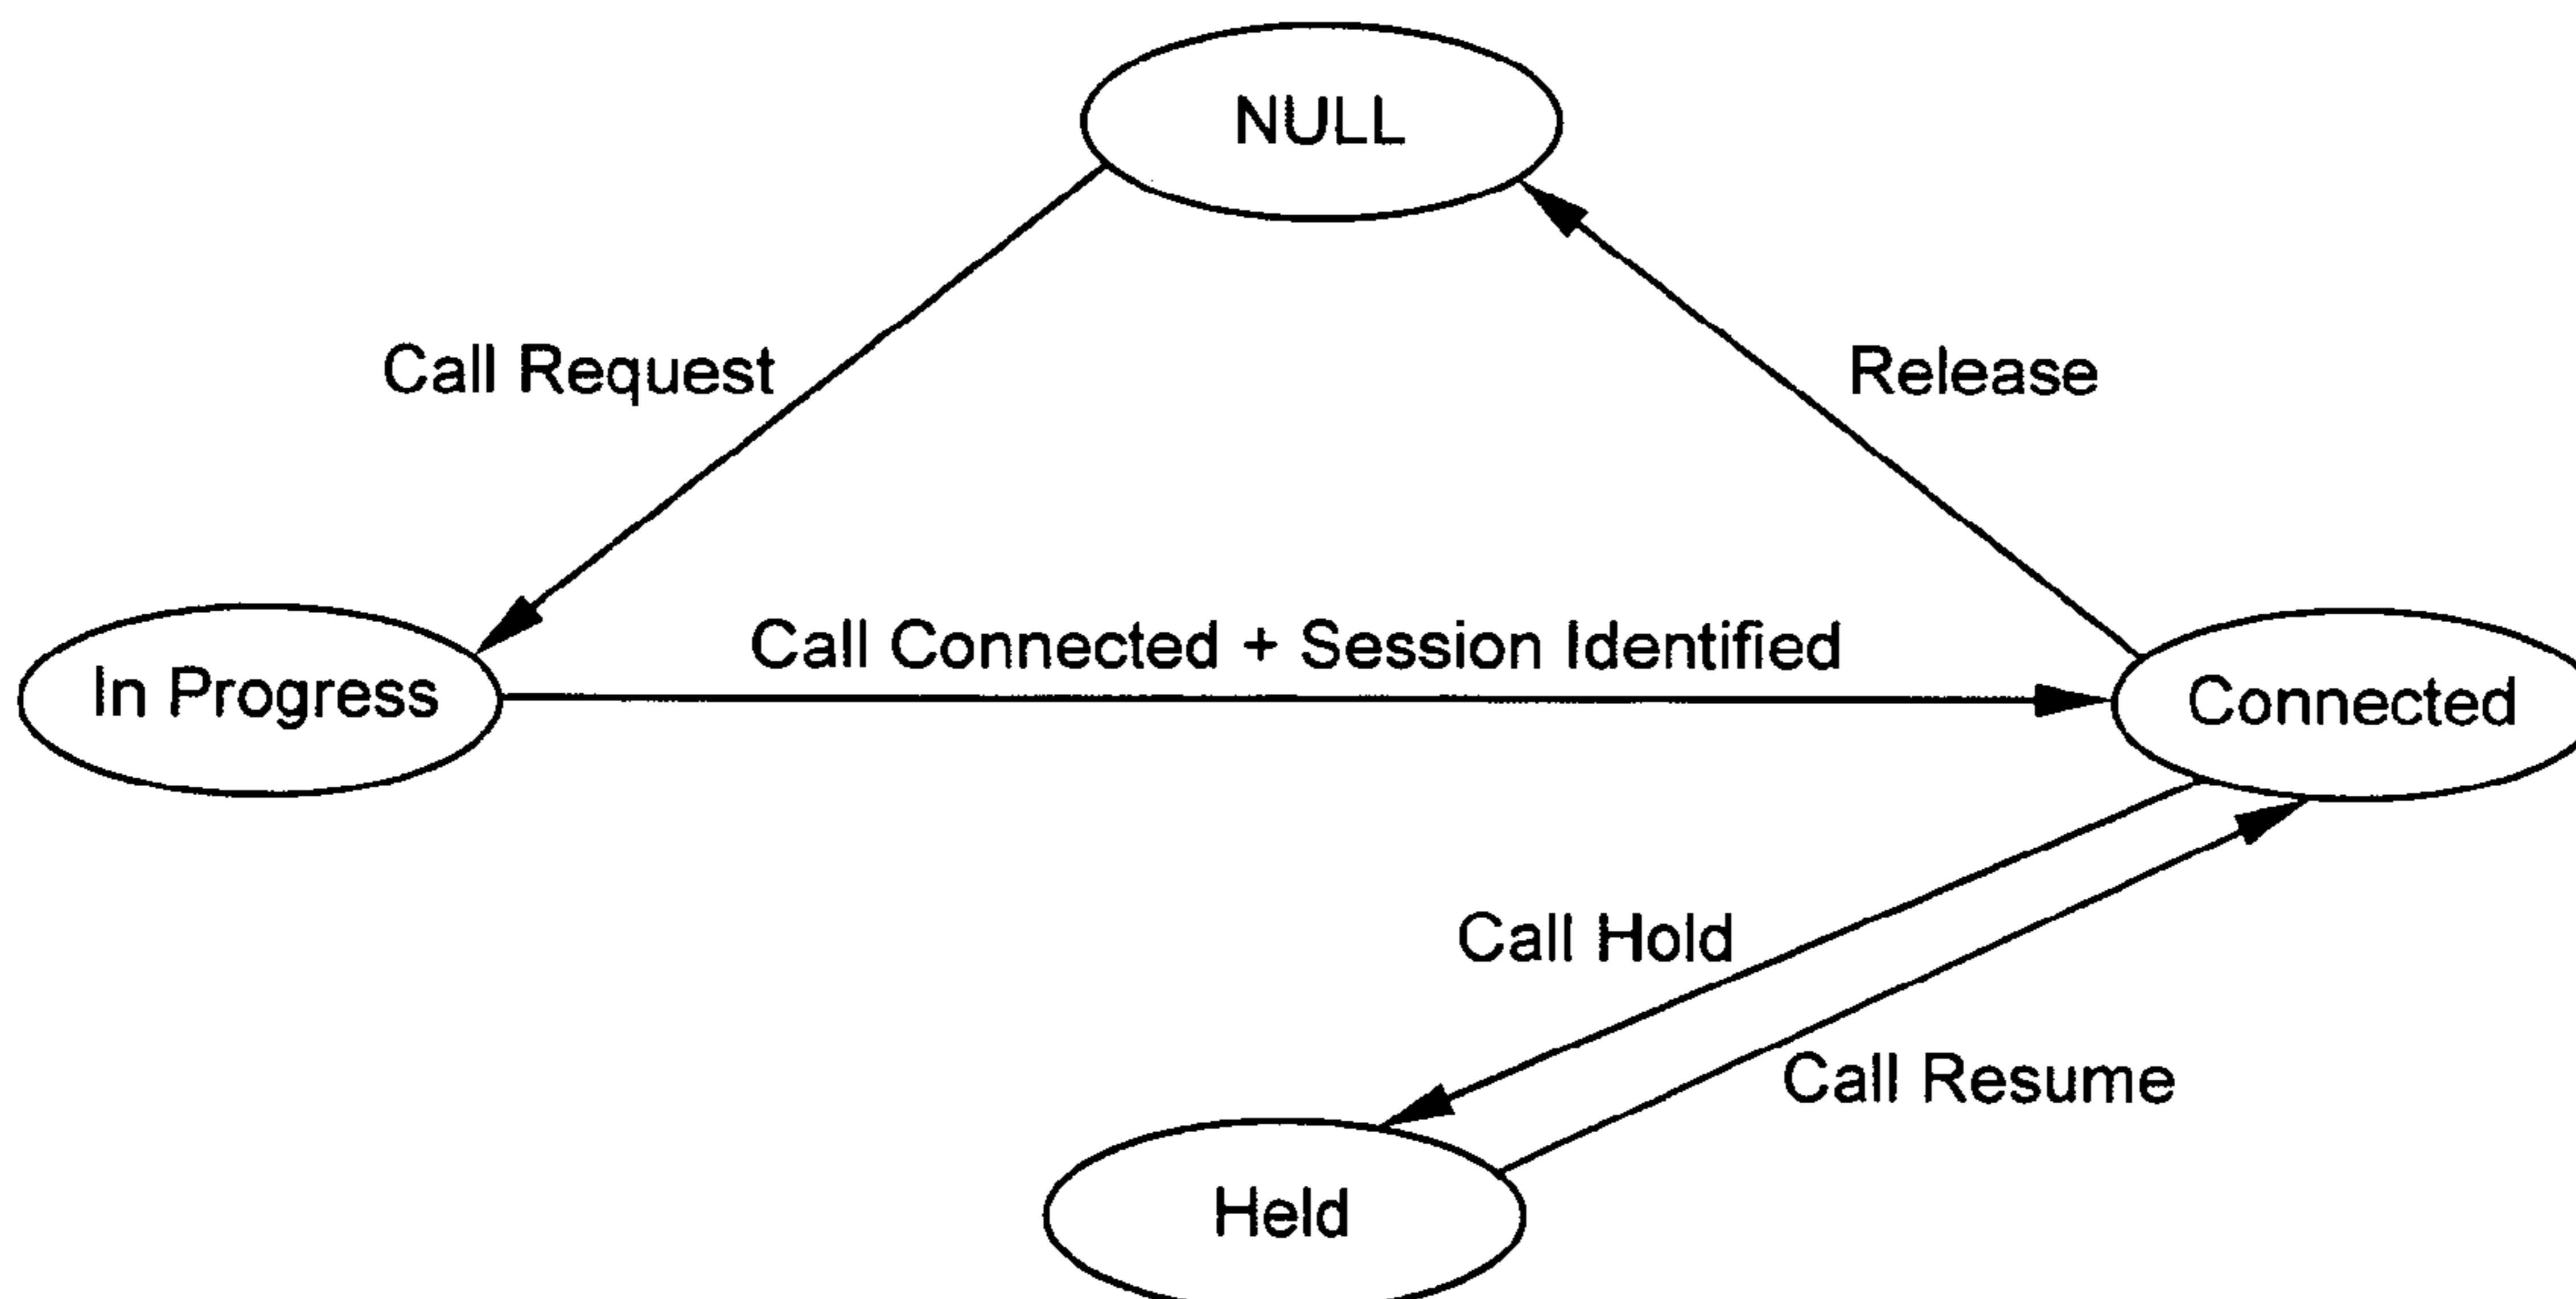 NULL
Call Request
Release
Call Connected + Session Identified
In Progress
Connected
Call Hold
Call Resume
Held